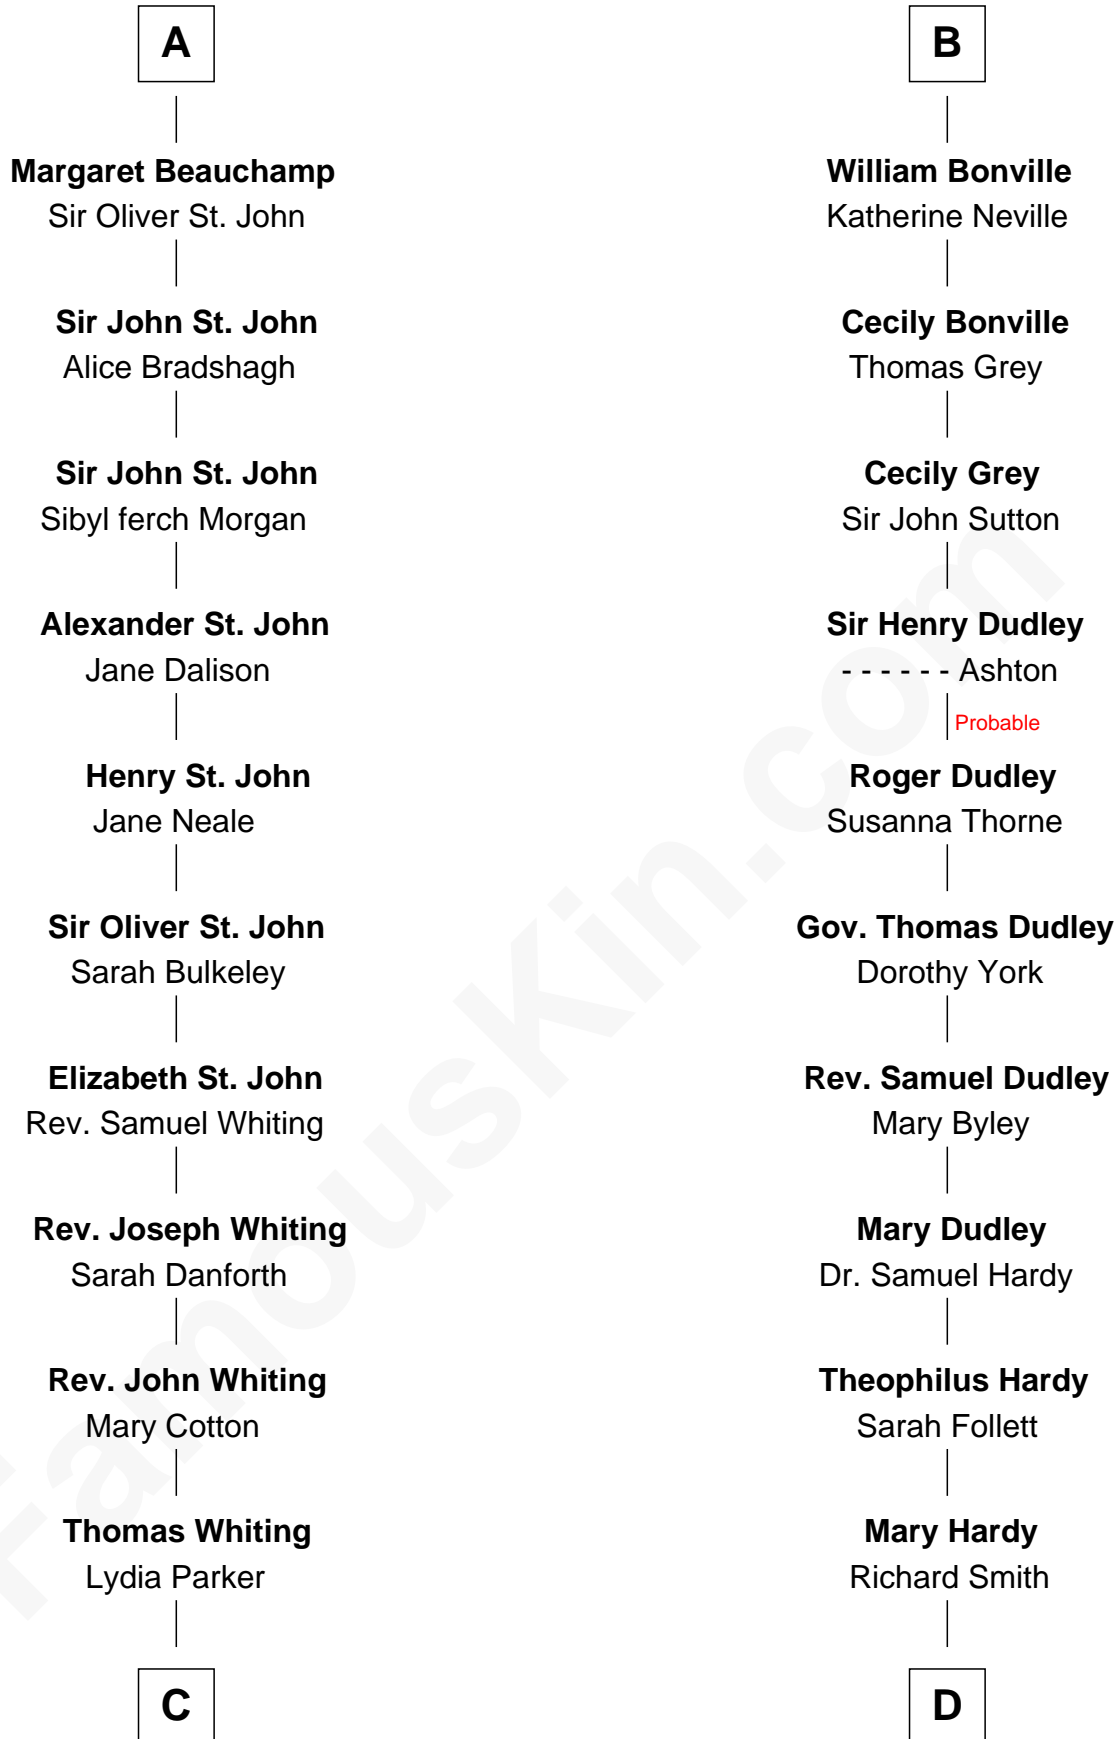 A
Margaret Beauchamp
Sir Oliver St. John
Sir John St. John
Alice Bradshagh
Sir John St. John
Sibyl ferch Morgan
Alexander St. John
Jane Dalison
Henry St. John
Jane Neale
Sir Oliver St. John
Sarah Bulkeley
Elizabeth St. John
Rev. Samuel Whiting
Rev. Joseph Whiting
Sarah Danforth
Rev. John Whiting
Mary Cotton
Thomas Whiting
Lydia Parker
C
B
William Bonville
Katherine Neville
Cecily Bonville
Thomas Grey
Cecily Grey
Sir John Sutton
Sir Henry Dudley
- - - - - - Ashton
Probable
Roger Dudley
Susanna Thorne
Gov. Thomas Dudley
Dorothy York
Rev. Samuel Dudley
Mary Byley
Mary Dudley
Dr. Samuel Hardy
Theophilus Hardy
Sarah Follett
Mary Hardy
Richard Smith
D
FamousKin.com